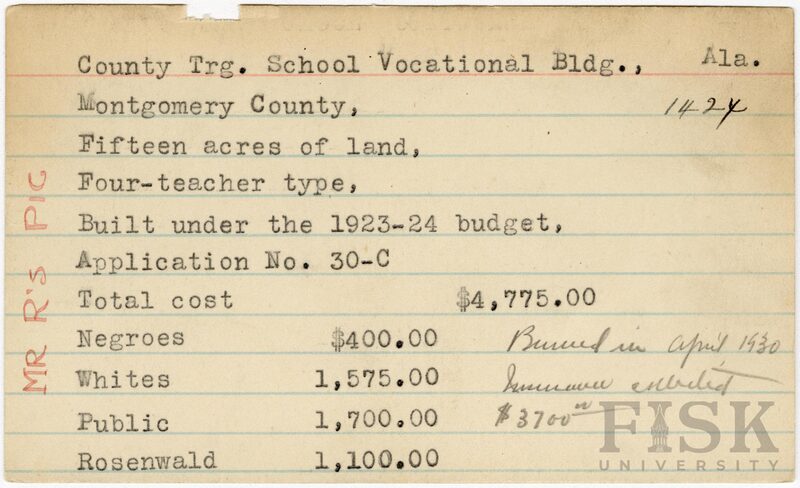 County Trg. School Vocational Bldg., Ala.
Montgomery County, 1424
Fifteen acres of land,
Four-teacher type,
Built under the 1923-24 budget,
Application No. 30-C
Total cost $4,775.00
Negroes $400.00 Burned in April 1930
Whites 1,575.00 Insurance collected
Public 1,700.00 $3700 00
Rosenwald 1,100.00
MR R's PIC
FISK
UNIVERSITY